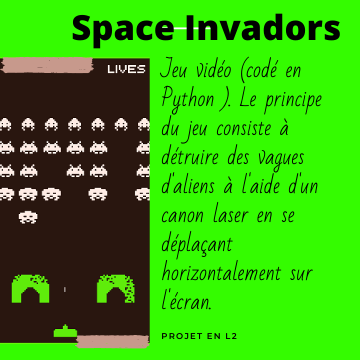 Space Invadors
LIVES
Jeu vidéo (codé en
Python ). Le principe
du jeu consiste à
détruire des vagues
d'aliens à l'aide d'un
canon laser en se
déplaçant
horizontalement sur
l'écran.
PROJET EN L2